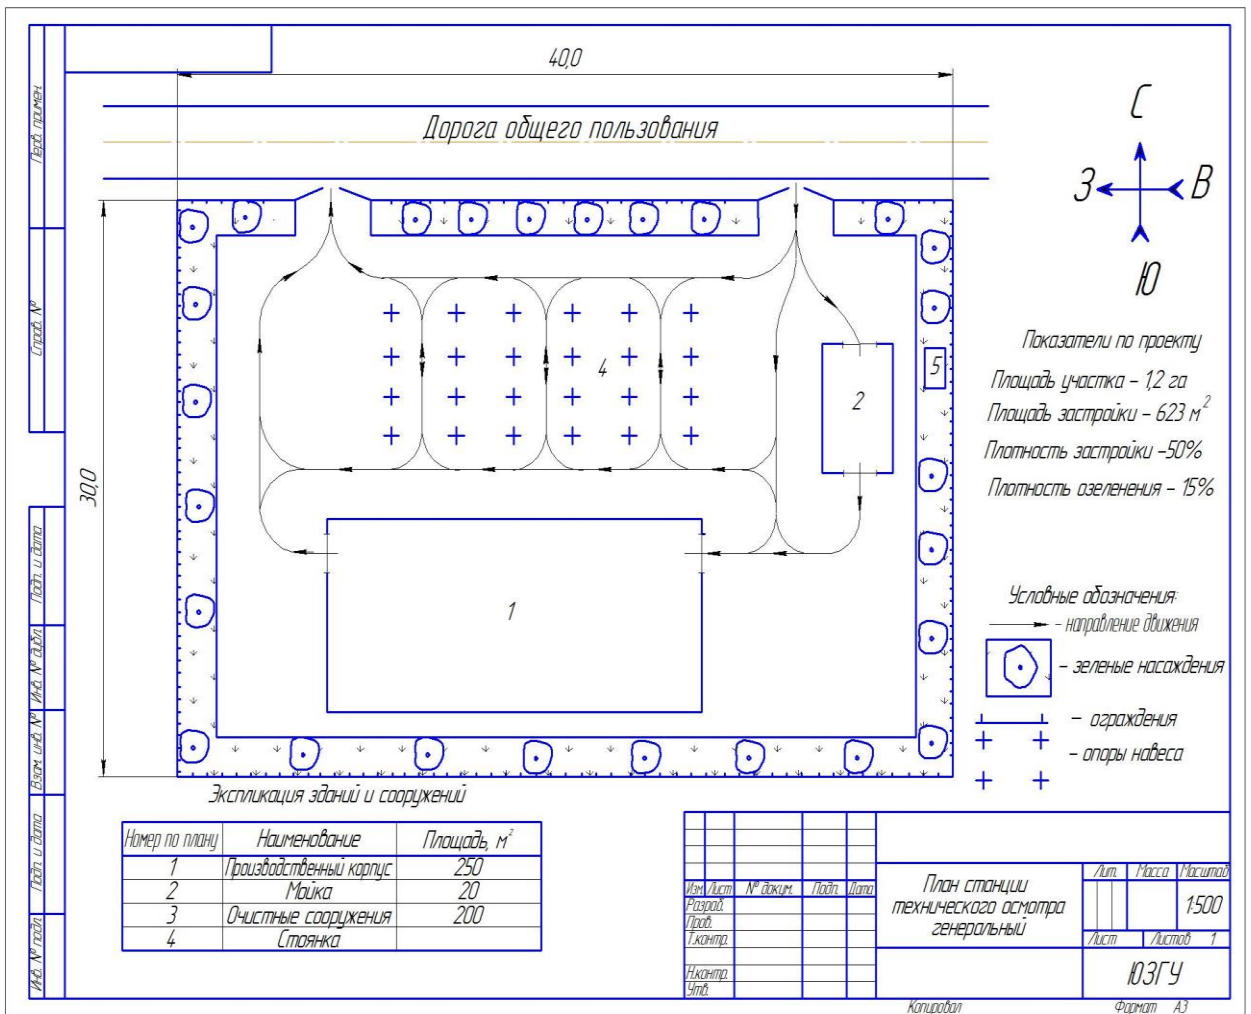 40,0
Дорога общего пользования
С
З
В
Ю
30,0
4
2
5
1
Показатели по проекту
Площадь участка – 1,2 га
Площадь застройки – 623 м²
Плотность застройки –50%
Плотность озеленения – 15%
Условные обозначения:
– направление движения
– зеленые насаждения
– ограждения
– опоры навеса
Экспликация зданий и сооружений
Номер по плану Наименование Площадь, м²
1 Производственный корпус 250
2 Мойка 20
3 Очистные сооружения 200
4 Стоянка
Перв. примен.
Справ. №
Подп. и дата
Инв. № дубл.
Взам. инв. №
Подп. и дата
Инв. № подл.
Изм. Лист № докум. Подп. Дата
Разраб.
Пров.
Т.контр.
Н.контр.
Утв.
План станции
технического осмотра
генеральный
Лит. Масса Масштаб
1:500
Лист Листов 1
ЮЗГУ
Копировал
Формат А3